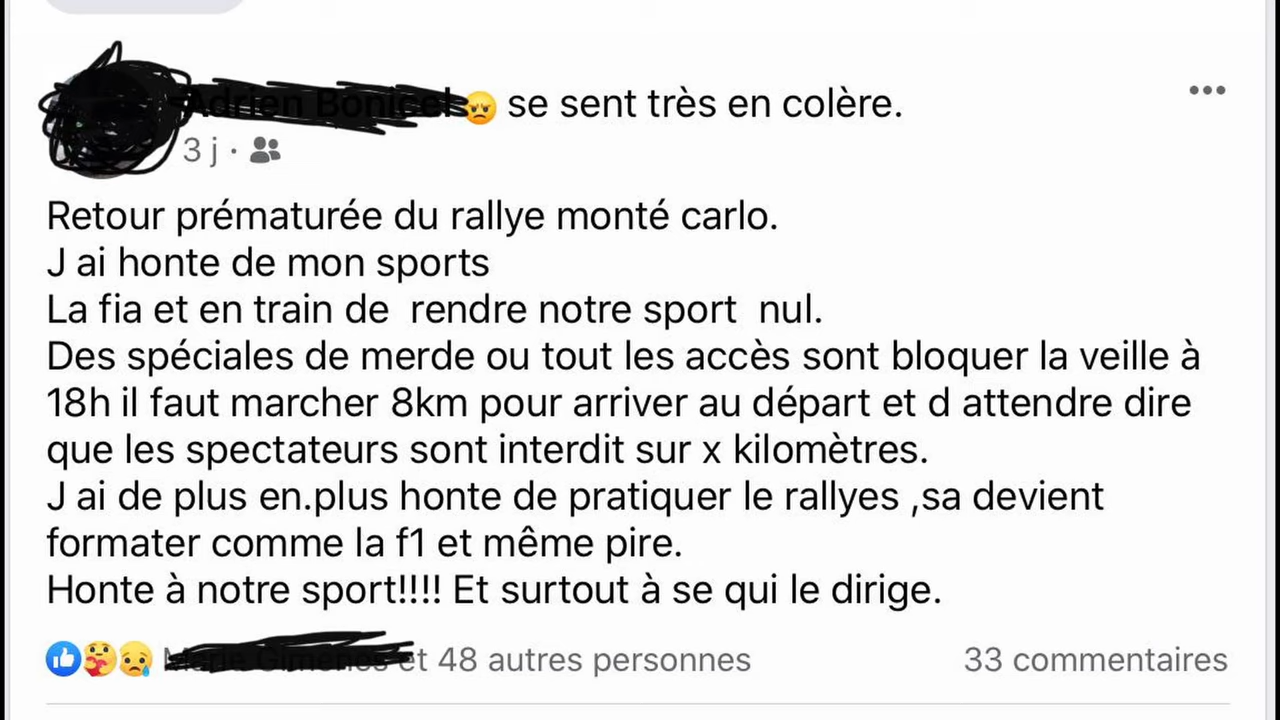 se sent très en colère.
3 j ·
Retour prématurée du rallye monté carlo.
J ai honte de mon sports
La fia et en train de  rendre notre sport  nul.
Des spéciales de merde ou tout les accès sont bloquer la veille à
18h il faut marcher 8km pour arriver au départ et d attendre dire
que les spectateurs sont interdit sur x kilomètres.
J ai de plus en.plus honte de pratiquer le rallyes ,sa devient
formater comme la f1 et même pire.
Honte à notre sport!!!! Et surtout à se qui le dirige.
et 48 autres personnes 33 commentaires